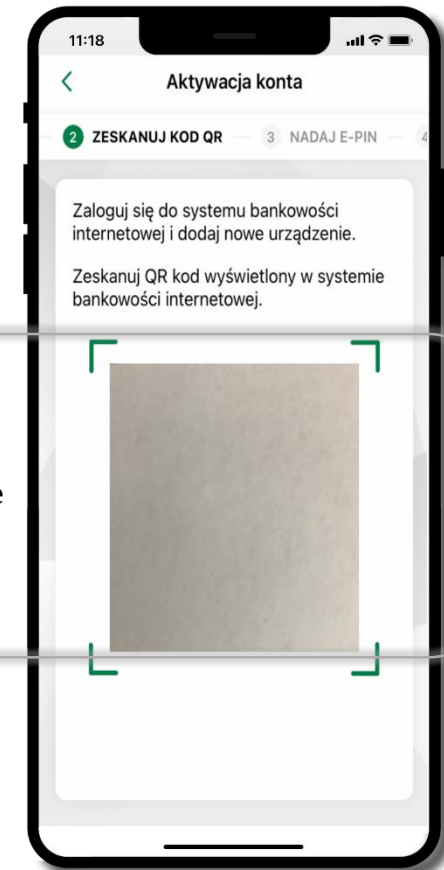 11:18
Aktywacja konta
2 ZESKANUJ KOD QR 3 NADAJ E-PIN 4
Zaloguj się do systemu bankowości
internetowej i dodaj nowe urządzenie.
Zeskanuj QR kod wyświetlony w systemie
bankowości internetowej.
e